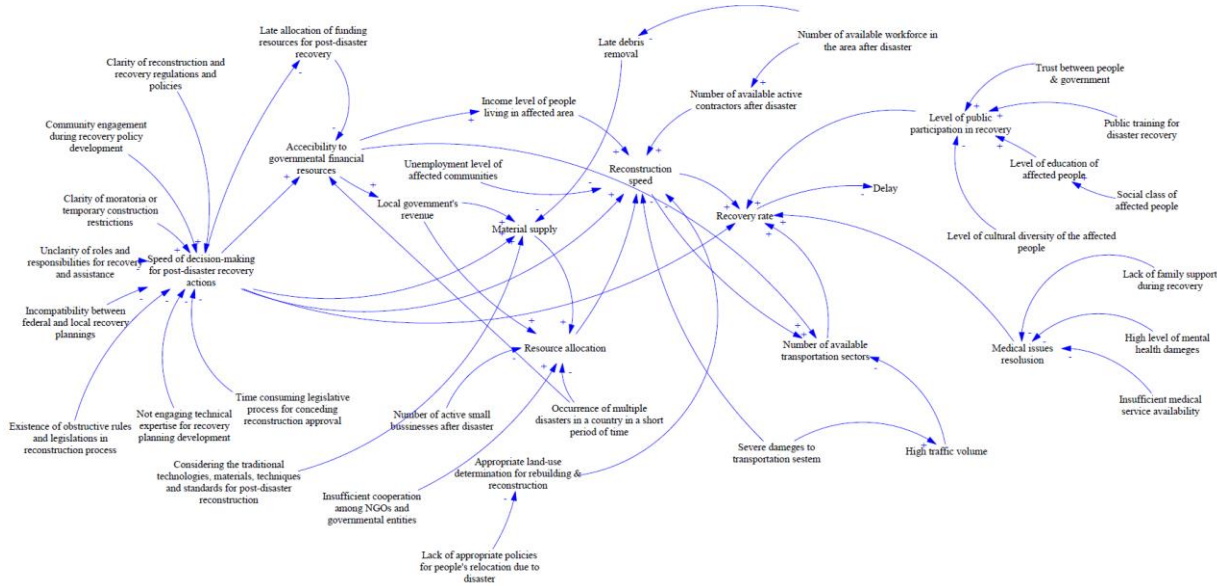 Late allocation of funding
resources for post-disaster
recovery
Clarity of reconstruction and
recovery regulations and
policies
Community engagement
during recovery policy
development
Clarity of moratoria or
temporary construction
restrictions
Unclarity of roles and
responsibilities for recovery
and assistance
Incompatibility between
federal and local recovery
plannings
Existence of obstructive rules
and legislations in
reconstruction process
Not engaging technical
expertise for recovery
planning development
Time consuming legislative
process for conceding
reconstruction approval
Speed of decision-making
for post-disaster recovery
actions
Accecibility to
governmental financial
resources
Income level of people
living in affected area
Unemployment level of
affected communities
Local government's
revenue
Material supply
Resource allocation
Number of active small
bussinesses after disaster
Occurrence of multiple
disasters in a country in a short
period of time
Considering the traditional
technologies, materials, techniques
and standards for post-disaster
reconstruction
Insufficient cooperation
among NGOs and
governmental entities
Appropriate land-use
determination for rebuilding &
reconstruction
Lack of appropriate policies
for people's relocation due to
disaster
Late debris
removal
Number of available workforce
in the area after disaster
Number of available active
contractors after disaster
Reconstruction
speed
Recovery rate
Delay
Number of available
transportation sectors
Severe dameges to
transportation sestem
High traffic volume
Level of public
participation in recovery
Trust between people
& government
Public training for
disaster recovery
Level of education of
affected people
Social class of
affected people
Level of cultural diversity of the affected
people
Medical issues
resolusion
Lack of family support
during recovery
High level of mental
health dameges
Insufficient medical
service availability